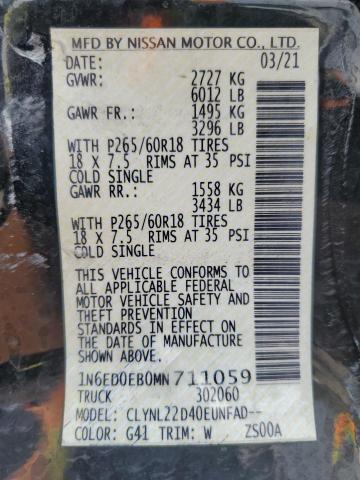 MFD BY NISSAN MOTOR CO., LTD.
DATE: 03/21
GVWR: 2727 KG
6012 LB
GAWR FR.: 1495 KG
3296 LB
WITH P265/60R18 TIRES
18 X 7.5 RIMS AT 35 PSI
COLD SINGLE
GAWR RR.: 1558 KG
3434 LB
WITH P265/60R18 TIRES
18 X 7.5 RIMS AT 35 PSI
COLD SINGLE
THIS VEHICLE CONFORMS TO
ALL APPLICABLE FEDERAL
MOTOR VEHICLE SAFETY AND
THEFT PREVENTION
STANDARDS IN EFFECT ON
THE DATE OF MANUFACTURE
SHOWN ABOVE.
1N6ED0EB0MN711059
TRUCK 302060
MODEL: CLYNL22D40EUNFAD--
COLOR: G41 TRIM: W ZS00A